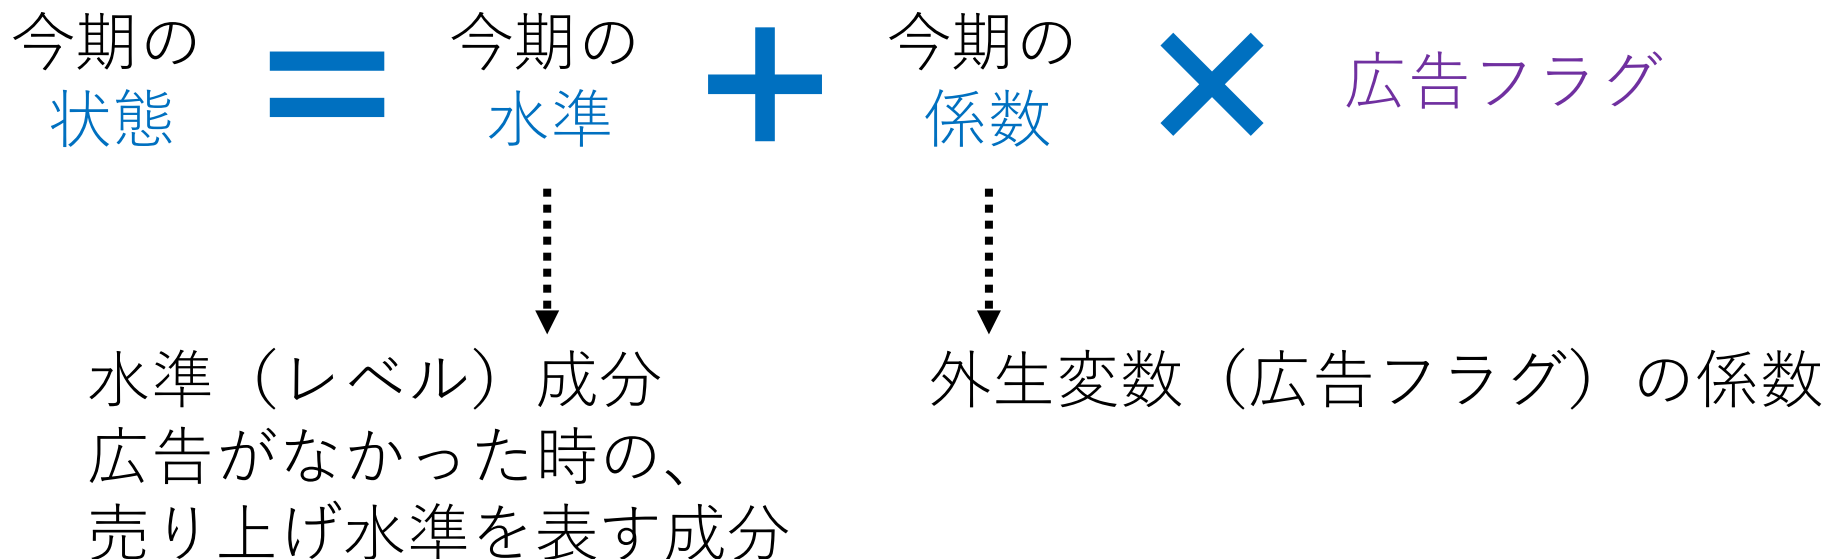 今期の
状態
=
今期の
水準
+
今期の
係数
×
広告フラグ
水準（レベル）成分
広告がなかった時の、
売り上げ水準を表す成分
外生変数（広告フラグ）の係数